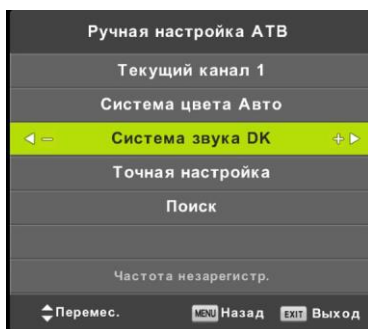 Ручная настройка АТВ
Текущий канал 1
Система цвета Авто
Система звука DK
Точная настройка
Поиск
Частота незарегистр.
Перемес. MENU Назад EXIT Выход